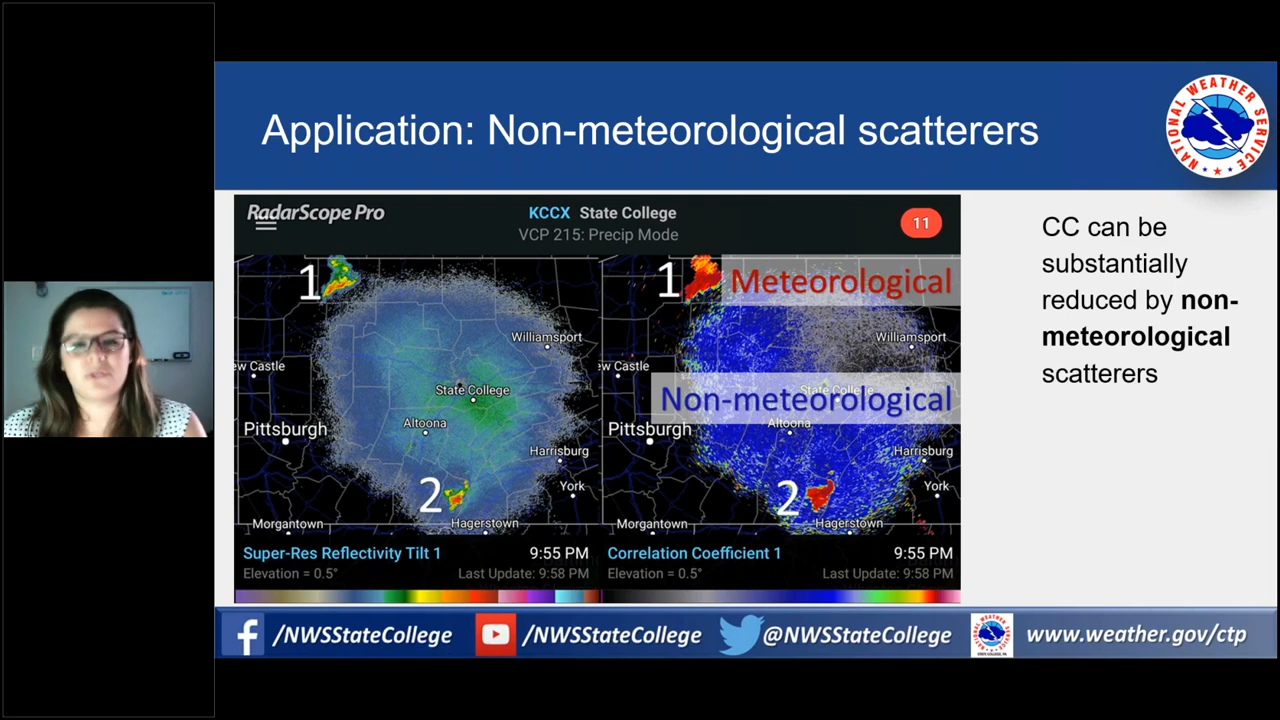 Application: Non-meteorological scatterers
NATIONAL WEATHER SERVICE
RadarScope Pro
KCCX State College
VCP 215: Precip Mode
11
1
Williamsport
ew Castle
State College
Altoona
Pittsburgh
Harrisburg
2
York
Morgantown
Hagerstown
Super-Res Reflectivity Tilt 1
9:55 PM
Elevation = 0.5°
Last Update: 9:58 PM
1
Meteorological
Williamsport
ew Castle
State College
Non-meteorological
Altoona
Pittsburgh
Harrisburg
2
York
Morgantown
Hagerstown
Correlation Coefficient 1
9:55 PM
Elevation = 0.5°
Last Update: 9:58 PM
CC can be
substantially
reduced by non-
meteorological
scatterers
/NWSStateCollege
/NWSStateCollege
@NWSStateCollege
www.weather.gov/ctp